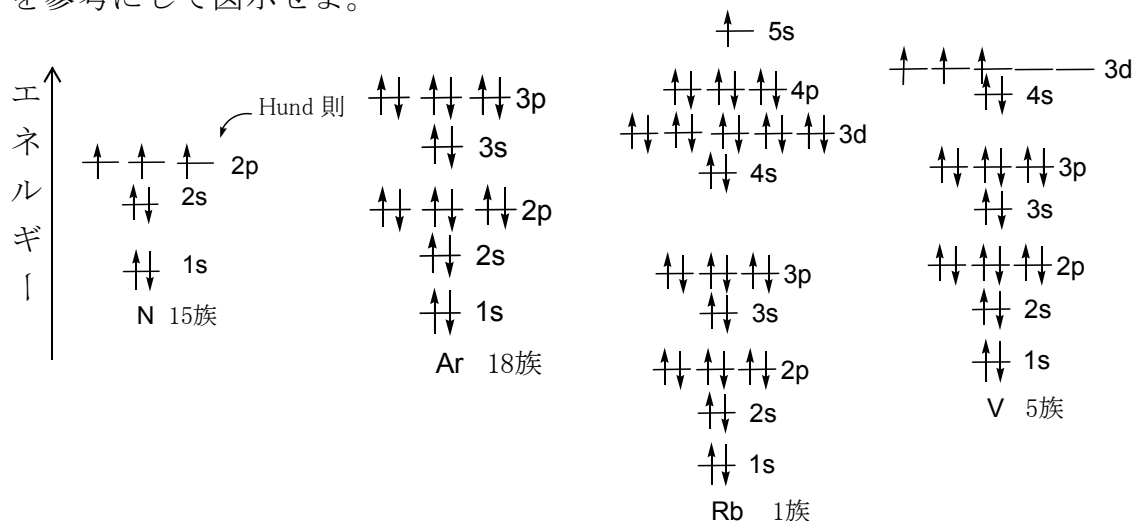 を参考にして図示せよ。
エネルギー
Hund 則
2p
2s
1s
N 15族
3p
3s
2p
2s
1s
Ar 18族
5s
4p
3d
4s
3p
3s
2p
2s
1s
Rb 1族
3d
4s
3p
3s
2p
2s
1s
V 5族